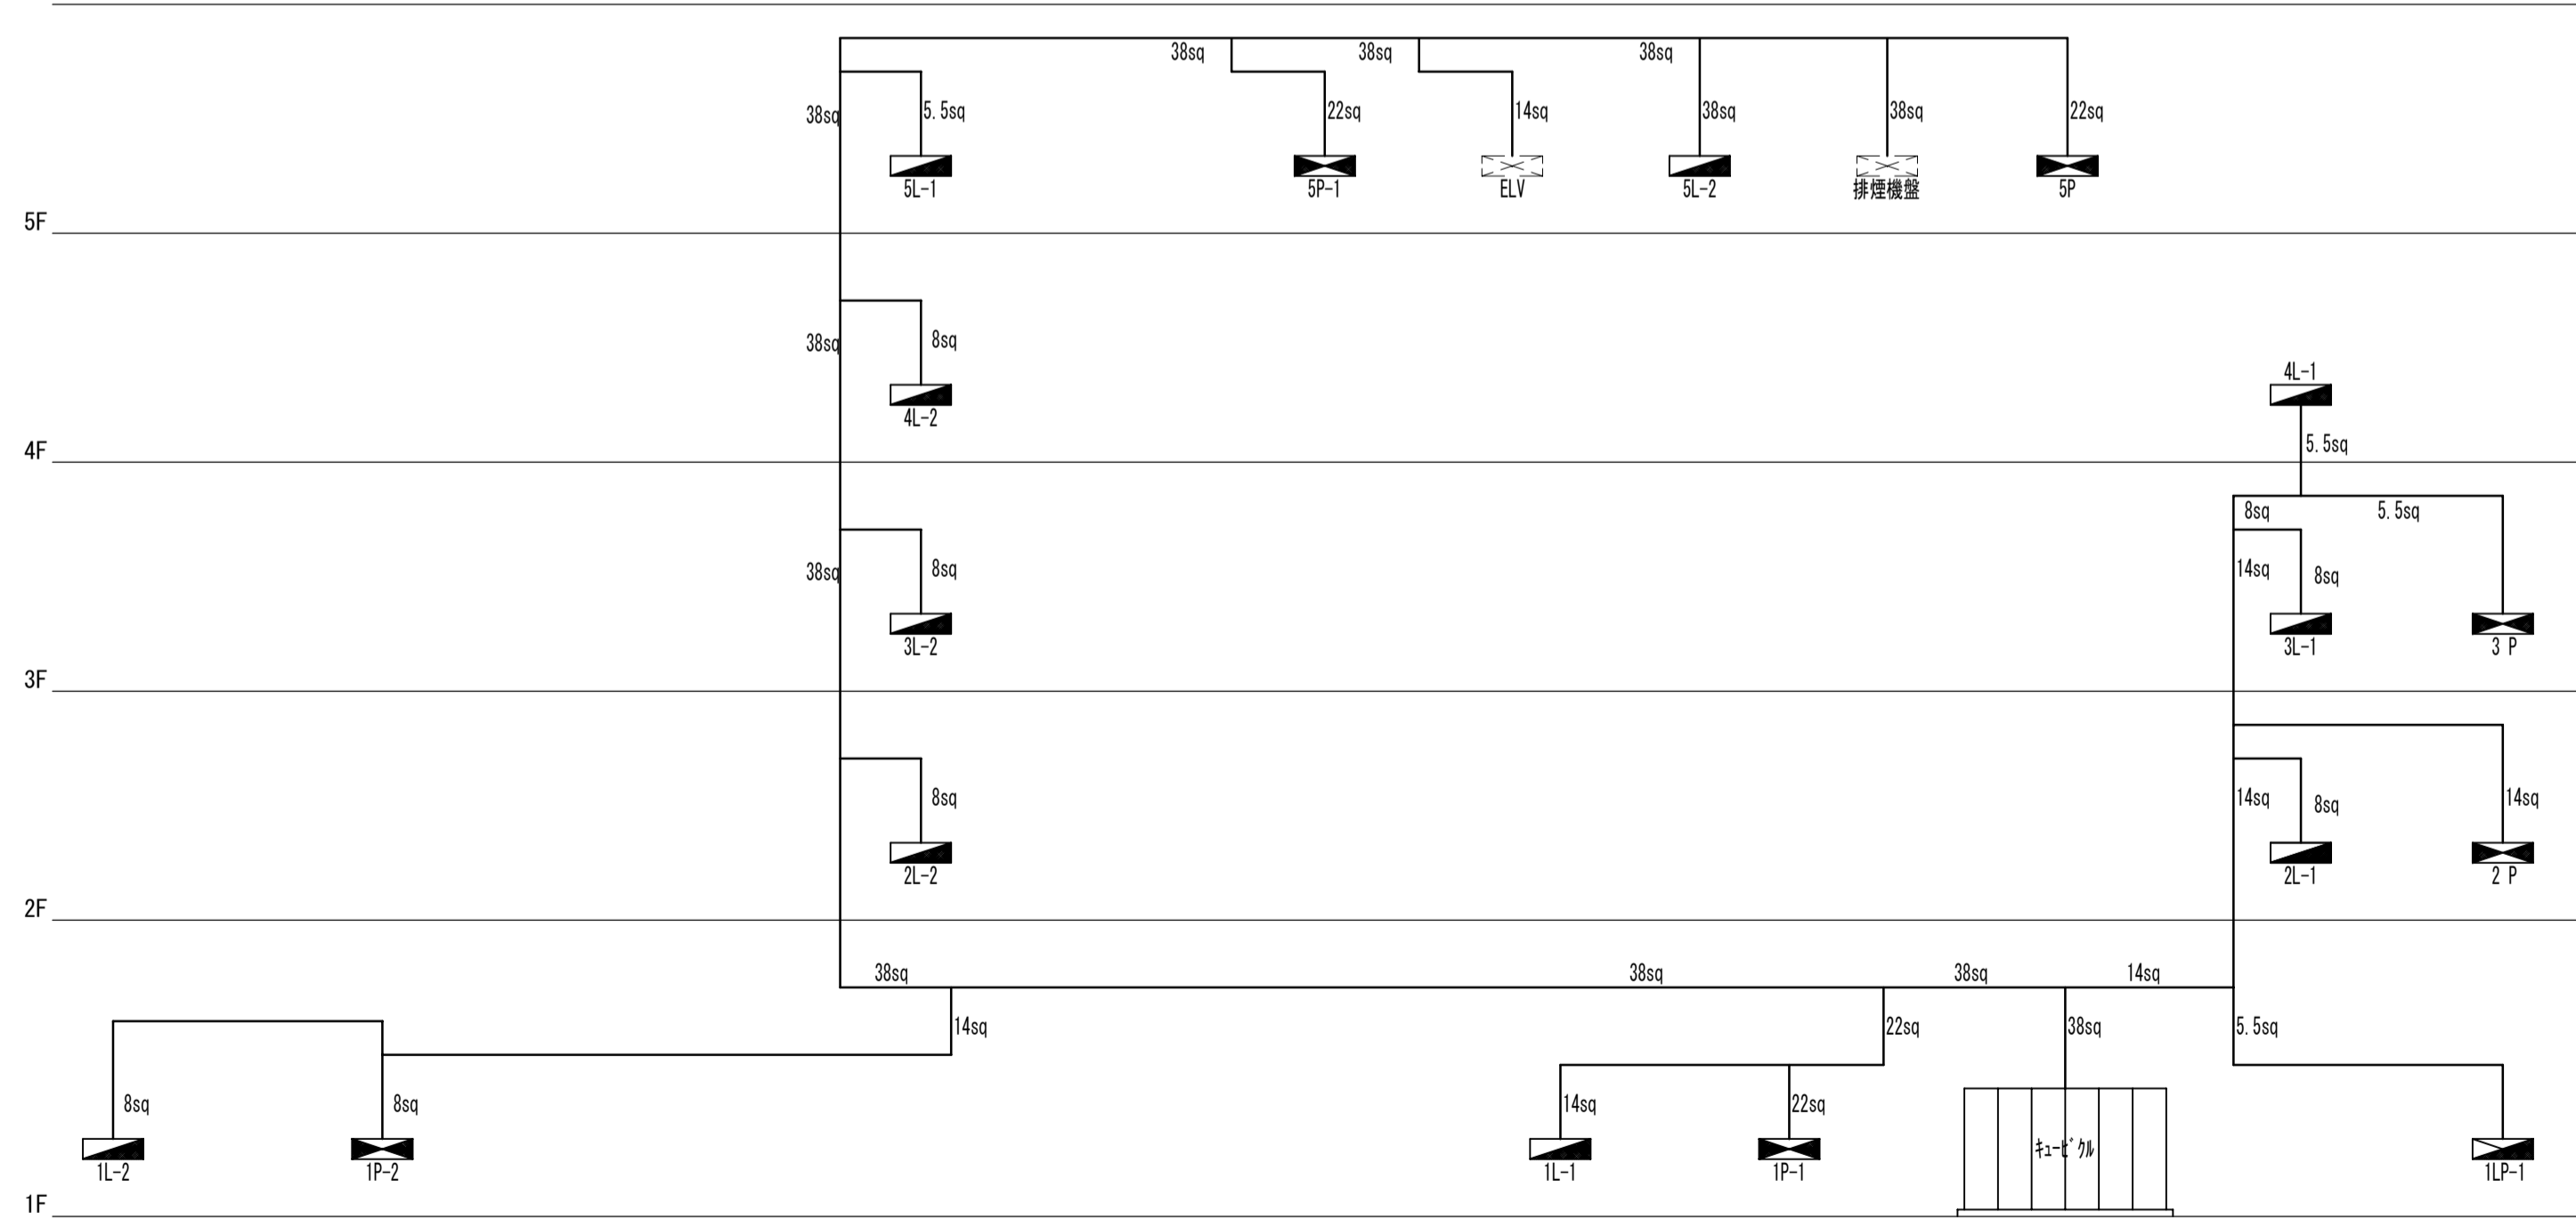 38sq
38sq
38sq
38sq
5.5sq
22sq
14sq
38sq
38sq
22sq
5L-1
5P-1
ELV
5L-2
排煙機盤
5P
5F
38sq
8sq
4L-2
4L-1
4F
5.5sq
8sq
5.5sq
38sq
8sq
14sq
8sq
3L-2
3L-1
3 P
3F
8sq
14sq
8sq
14sq
2L-2
2L-1
2 P
2F
38sq
38sq
38sq
14sq
14sq
22sq
38sq
5.5sq
8sq
8sq
14sq
22sq
キュービクル
1L-2
1P-2
1L-1
1P-1
1LP-1
1F